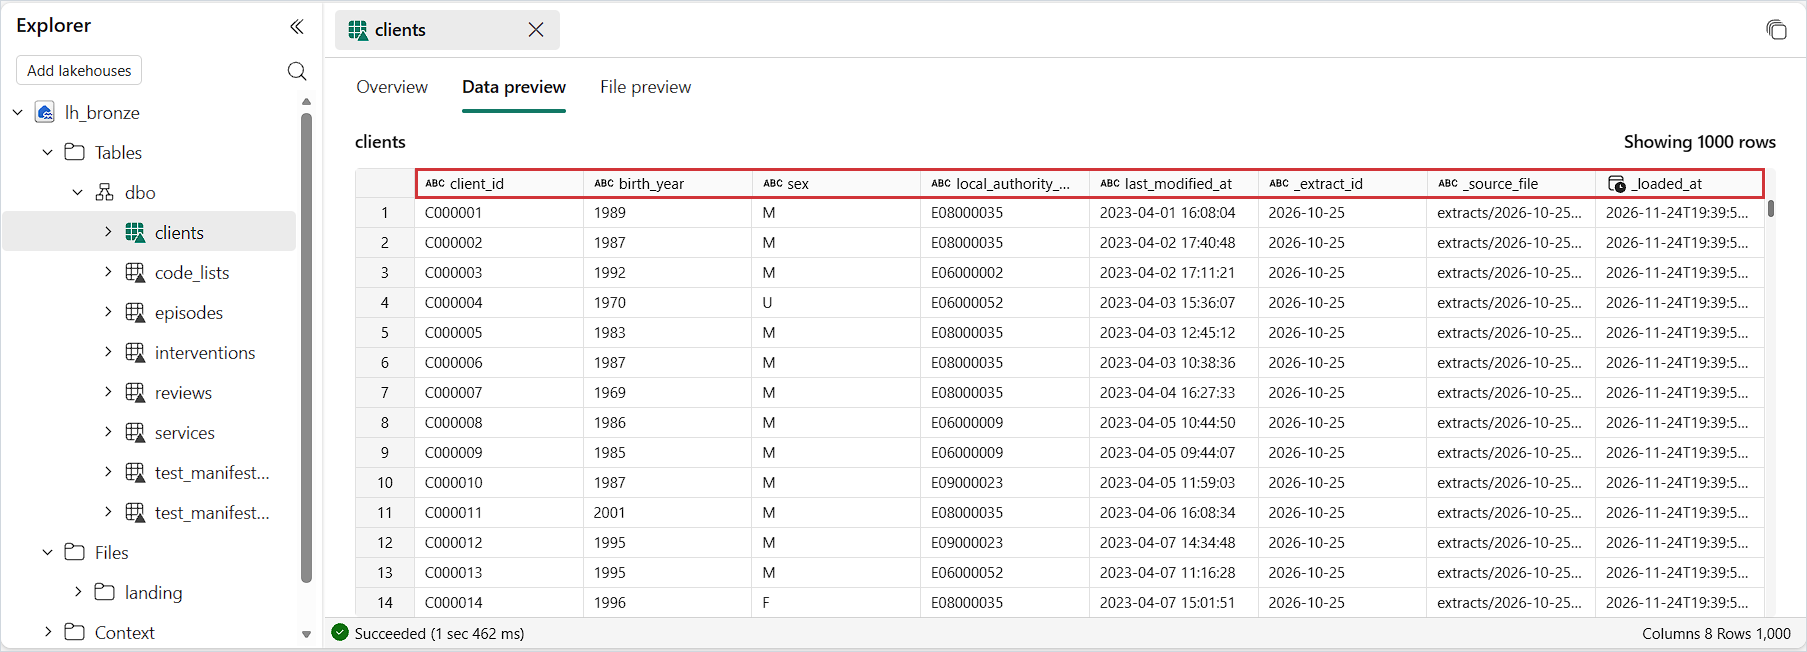 Explorer
Add lakehouses
lh_bronze
Tables
dbo
clients
code_lists
episodes
interventions
reviews
services
test_manifest...
test_manifest...
Files
landing
Context
clients
Overview Data preview File preview
clients Showing 1000 rows
ABC client_id ABC birth_year ABC sex ABC local_authority_... ABC last_modified_at ABC _extract_id ABC _source_file _loaded_at
1 C000001 1989 M E08000035 2023-04-01 16:08:04 2026-10-25 extracts/2026-10-25... 2026-11-24T19:39:5...
2 C000002 1987 M E08000035 2023-04-02 17:40:48 2026-10-25 extracts/2026-10-25... 2026-11-24T19:39:5...
3 C000003 1992 M E06000002 2023-04-02 17:11:21 2026-10-25 extracts/2026-10-25... 2026-11-24T19:39:5...
4 C000004 1970 U E06000052 2023-04-03 15:36:07 2026-10-25 extracts/2026-10-25... 2026-11-24T19:39:5...
5 C000005 1983 M E08000035 2023-04-03 12:45:12 2026-10-25 extracts/2026-10-25... 2026-11-24T19:39:5...
6 C000006 1987 M E08000035 2023-04-03 10:38:36 2026-10-25 extracts/2026-10-25... 2026-11-24T19:39:5...
7 C000007 1969 M E08000035 2023-04-04 16:27:33 2026-10-25 extracts/2026-10-25... 2026-11-24T19:39:5...
8 C000008 1986 M E06000009 2023-04-05 10:44:50 2026-10-25 extracts/2026-10-25... 2026-11-24T19:39:5...
9 C000009 1985 M E06000009 2023-04-05 09:44:07 2026-10-25 extracts/2026-10-25... 2026-11-24T19:39:5...
10 C000010 1987 M E09000023 2023-04-05 11:59:03 2026-10-25 extracts/2026-10-25... 2026-11-24T19:39:5...
11 C000011 2001 M E08000035 2023-04-06 16:08:34 2026-10-25 extracts/2026-10-25... 2026-11-24T19:39:5...
12 C000012 1995 M E09000023 2023-04-07 14:34:48 2026-10-25 extracts/2026-10-25... 2026-11-24T19:39:5...
13 C000013 1995 M E06000052 2023-04-07 11:16:28 2026-10-25 extracts/2026-10-25... 2026-11-24T19:39:5...
14 C000014 1996 F E08000035 2023-04-07 15:01:51 2026-10-25 extracts/2026-10-25... 2026-11-24T19:39:5...
Succeeded (1 sec 462 ms) Columns 8 Rows 1,000